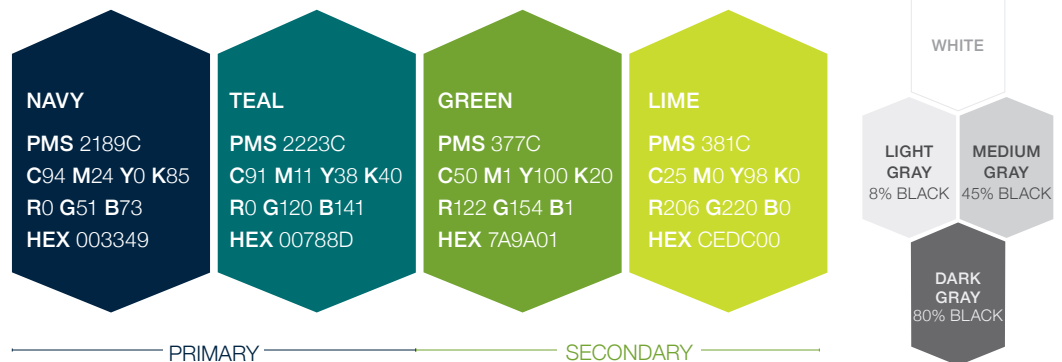 NAVY
PMS 2189C
C94 M24 Y0 K85
R0 G51 B73
HEX 003349
TEAL
PMS 2223C
C91 M11 Y38 K40
R0 G120 B141
HEX 00788D
GREEN
PMS 377C
C50 M1 Y100 K20
R122 G154 B1
HEX 7A9A01
LIME
PMS 381C
C25 M0 Y98 K0
R206 G220 B0
HEX CEDC00
PRIMARY
SECONDARY
WHITE
LIGHT
GRAY
8% BLACK
MEDIUM
GRAY
45% BLACK
DARK
GRAY
80% BLACK